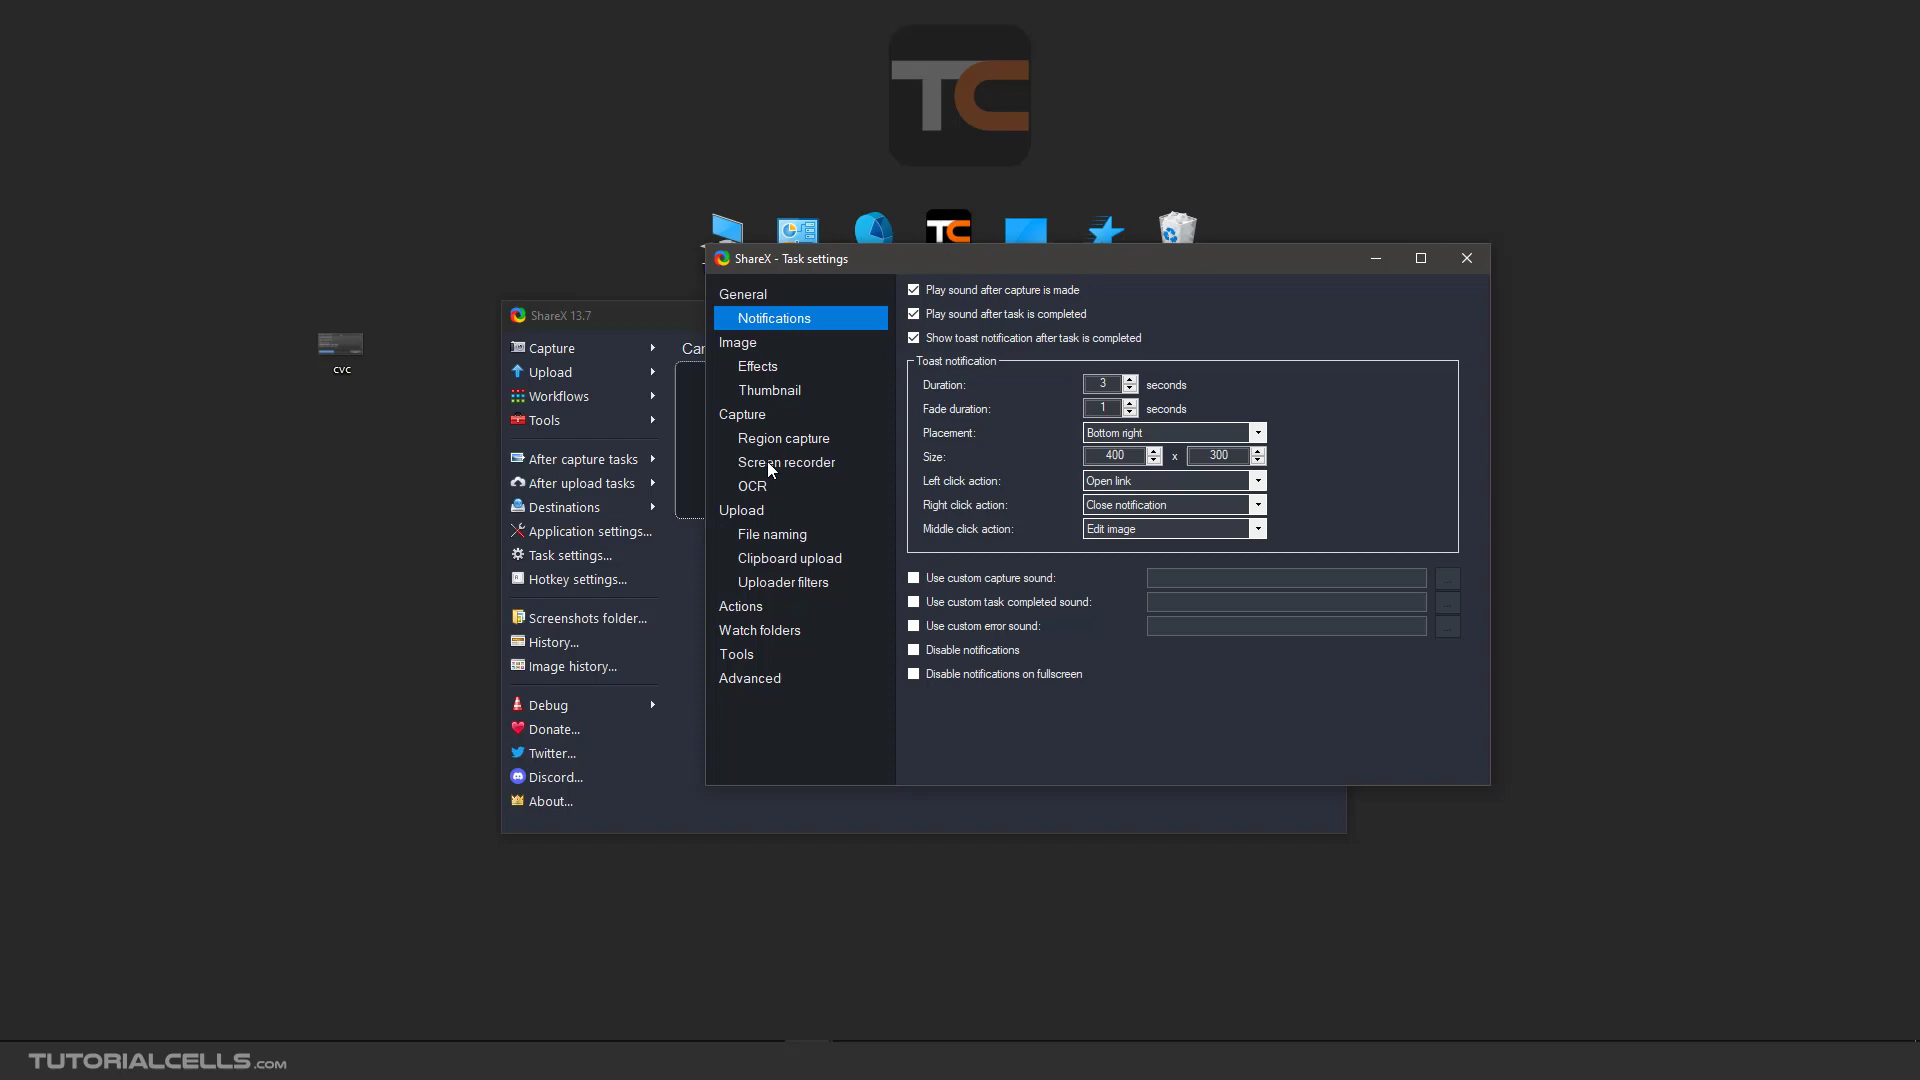 TC
TC
ShareX - Task settings
General
Notifications
Image
Effects
Thumbnail
Capture
Region capture
Screen recorder
OCR
Upload
File naming
Clipboard upload
Uploader filters
Actions
Watch folders
Tools
Advanced
Play sound after capture is made
Play sound after task is completed
Show toast notification after task is completed
Toast notification
Duration: 3 seconds
Fade duration: 1 seconds
Placement: Bottom right
Size: 400 x 300
Left click action: Open link
Right click action: Close notification
Middle click action: Edit image
Use custom capture sound: ...
Use custom task completed sound: ...
Use custom error sound: ...
Disable notifications
Disable notifications on fullscreen
ShareX 13.7
Capture
Upload
Workflows
Tools
After capture tasks
After upload tasks
Destinations
Application settings...
Task settings...
Hotkey settings...
Screenshots folder...
History...
Image history...
Debug
Donate...
Twitter...
Discord...
About...
cvc
TUTORIALCELLS.COM